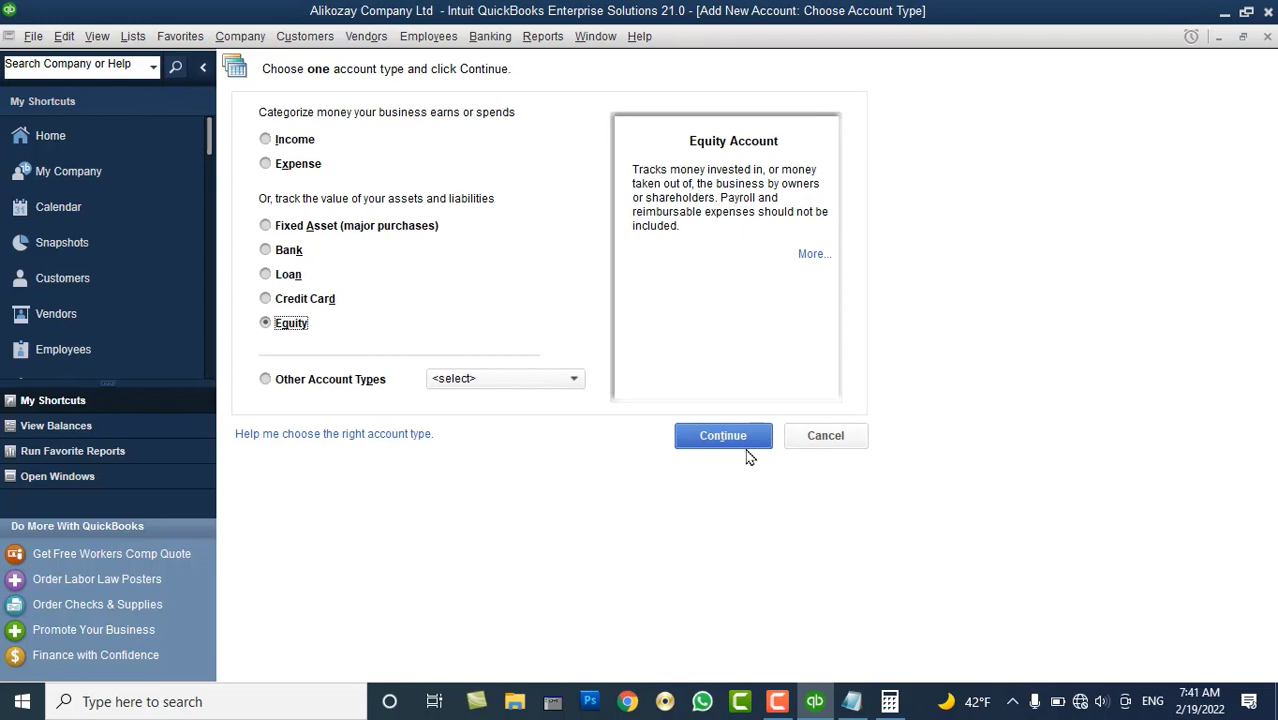 Alikozay Company Ltd - Intuit QuickBooks Enterprise Solutions 21.0 - [Add New Account: Choose Account Type]
File Edit View Lists Favorites Company Customers Vendors Employees Banking Reports Window Help
Search Company or Help
My Shortcuts
Home
My Company
Calendar
Snapshots
Customers
Vendors
Employees
My Shortcuts
View Balances
Run Favorite Reports
Open Windows
Do More With QuickBooks
Get Free Workers Comp Quote
Order Labor Law Posters
Order Checks & Supplies
Promote Your Business
Finance with Confidence
Choose one account type and click Continue.
Categorize money your business earns or spends
Income
Expense
Or, track the value of your assets and liabilities
Fixed Asset (major purchases)
Bank
Loan
Credit Card
Equity
Other Account Types <select>
Equity Account
Tracks money invested in, or money
taken out of, the business by owners
or shareholders. Payroll and
reimbursable expenses should not be
included.
More...
Help me choose the right account type.
Continue Cancel
Type here to search
42°F
ENG
7:41 AM
2/19/2022